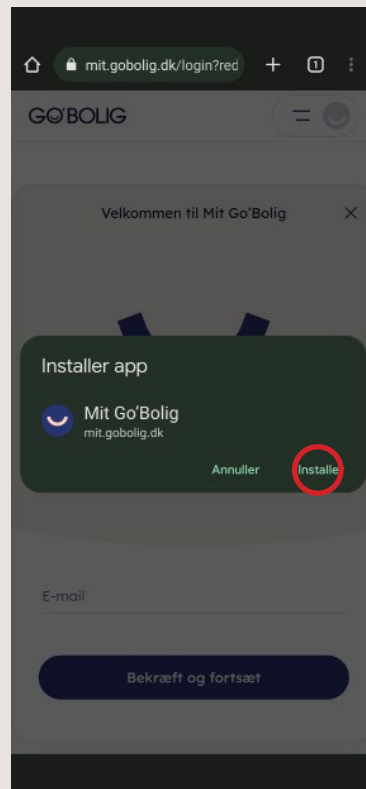 mit.gobolig.dk/login?red
1
GO'BOLIG
Velkommen til Mit Go'Bolig
Installer app
Mit Go'Bolig
mit.gobolig.dk
Annuller
Installer
E-mail
Bekræft og fortsæt